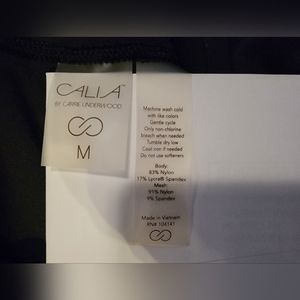 CALIA™
BY CARRIE UNDERWOOD
M
Machine wash cold
with like colors
Gentle cycle
Only non-chlorine
bleach when needed
Tumble dry low
Cool iron if needed
Do not use softeners
Body:
83% Nylon
17% Lycra® Spandex
Mesh:
91% Nylon
9% Spandex
Made in Vietnam
RN# 104141